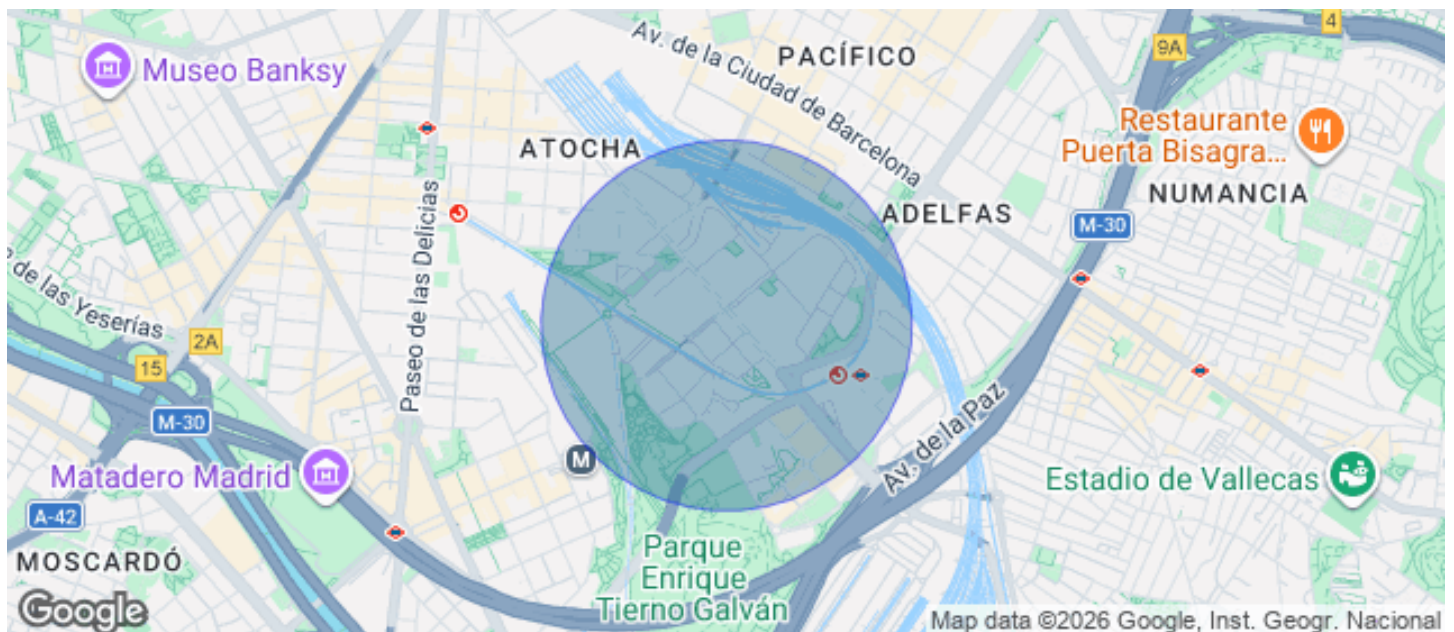 Museo Banksy
Av. de la Ciudad de Barcelona
PACÍFICO
9A
4
ATOCHA
Restaurante
Puerta Bisagra...
NUMANCIA
ADELFAS
M-30
Paseo de las Delicias
de las Yeserías
2A
15
M-30
Av. de la Paz
M
Matadero Madrid
Estadio de Vallecas
A-42
MOSCARDÓ
Parque
Enrique
Tierno Galván
Google
Map data ©2026 Google, Inst. Geogr. Nacional